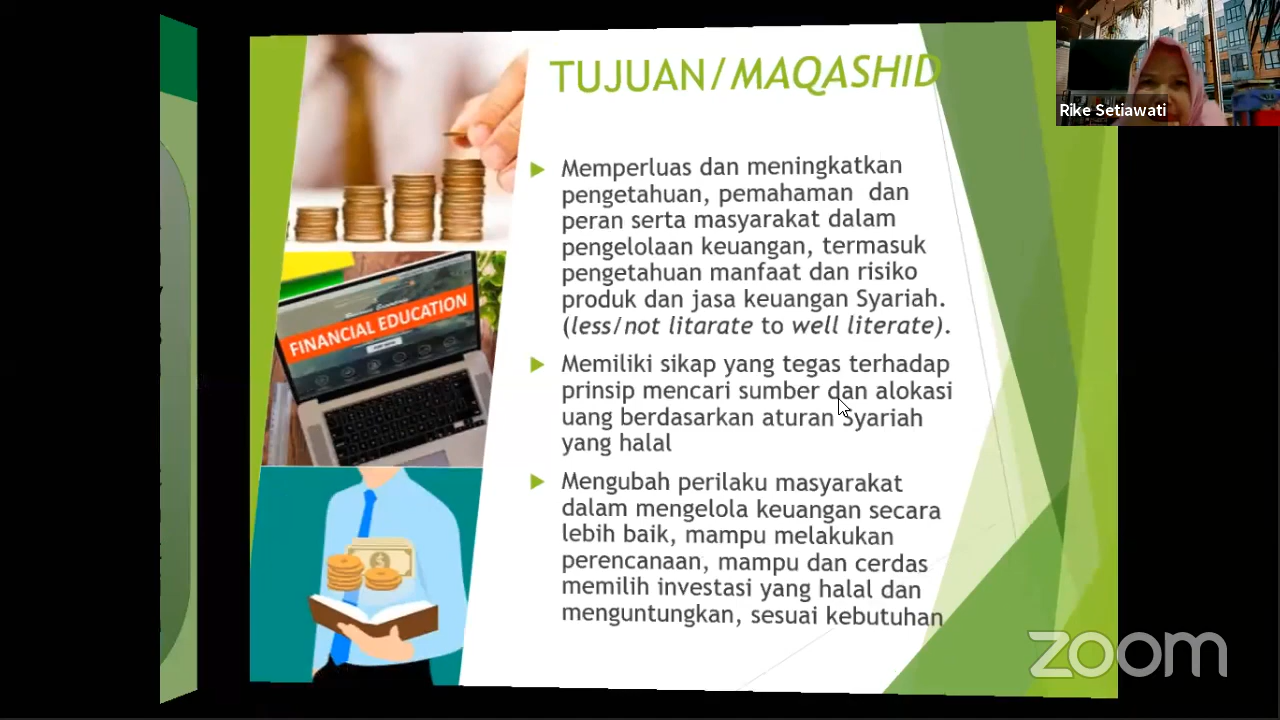 TUJUAN/MAQASHID
Rike Setiawati
Memperluas dan meningkatkan
pengetahuan, pemahaman dan
peran serta masyarakat dalam
pengelolaan keuangan, termasuk
pengetahuan manfaat dan risiko
produk dan jasa keuangan Syariah.
(less/not litarate to well literate).
Memiliki sikap yang tegas terhadap
prinsip mencari sumber dan alokasi
uang berdasarkan aturan Syariah
yang halal
Mengubah perilaku masyarakat
dalam mengelola keuangan secara
lebih baik, mampu melakukan
perencanaan, mampu dan cerdas
memilih investasi yang halal dan
menguntungkan, sesuai kebutuhan
FINANCIAL EDUCATION
zoom